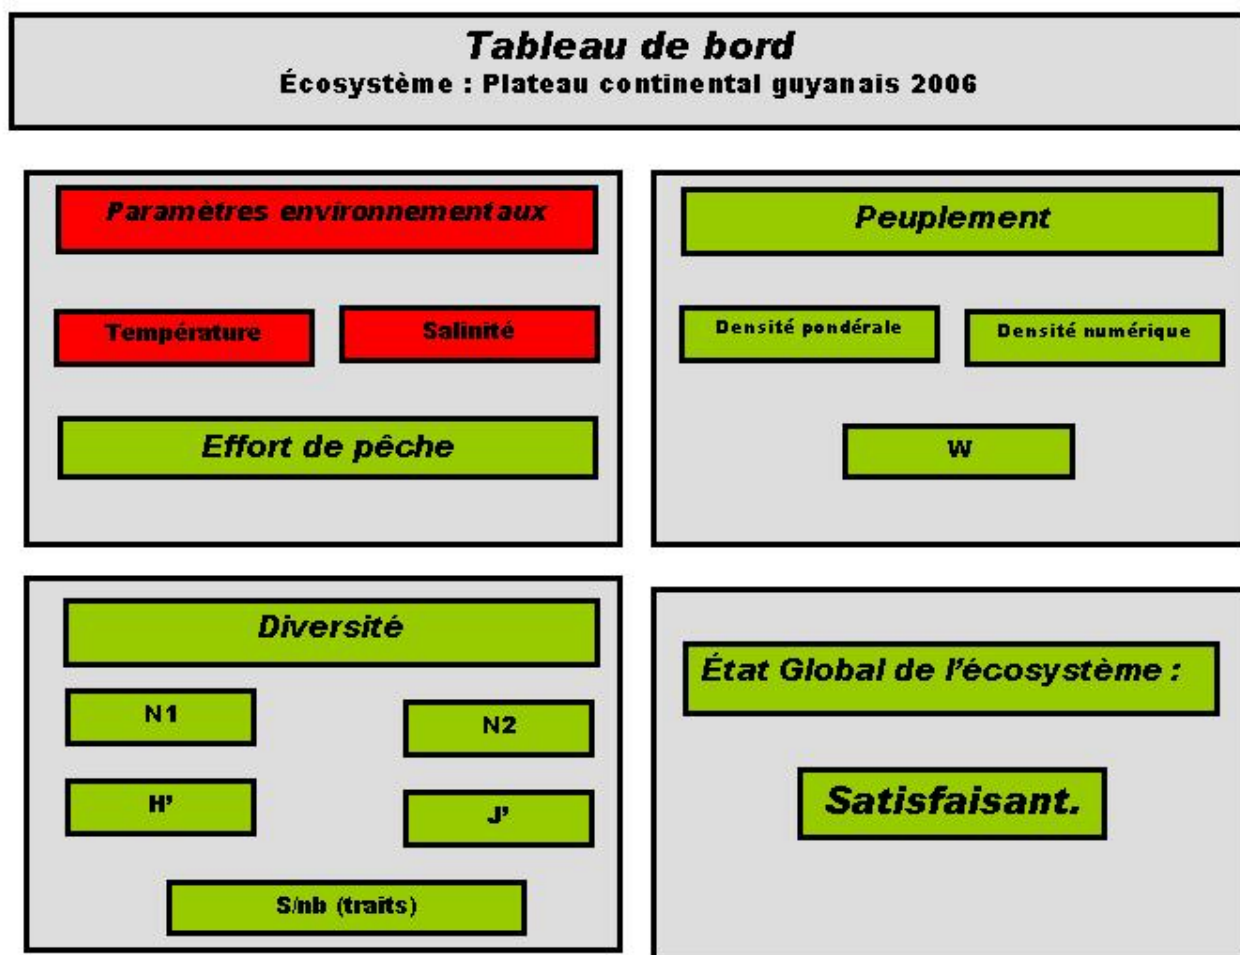 Tableau de bord
Écosystème : Plateau continental guyanais 2006
Paramètres environnementaux
Température
Salinité
Effort de pêche
Peuplement
Densité pondérale
Densité numérique
W
Diversité
N1
N2
H'
J'
S/nb (traits)
État Global de l'écosystème :
Satisfaisant.